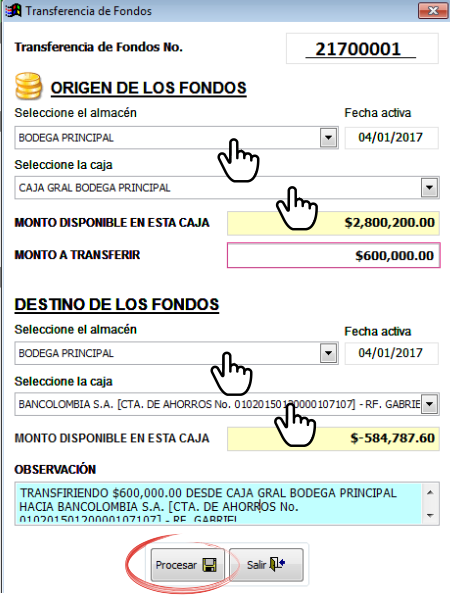 Transferencia de Fondos
Transferencia de Fondos No.
21700001
ORIGEN DE LOS FONDOS
Seleccione el almacén
Fecha activa
BODEGA PRINCIPAL
04/01/2017
Seleccione la caja
CAJA GRAL BODEGA PRINCIPAL
MONTO DISPONIBLE EN ESTA CAJA
$2,800,200.00
MONTO A TRANSFERIR
$600,000.00
DESTINO DE LOS FONDOS
Seleccione el almacén
Fecha activa
BODEGA PRINCIPAL
04/01/2017
Seleccione la caja
BANCOLOMBIA S.A. [CTA. DE AHORROS No. 01020150120000107107] - RF. GABRIE
MONTO DISPONIBLE EN ESTA CAJA
$-584,787.60
OBSERVACIÓN
TRANSFIRIENDO $600,000.00 DESDE CAJA GRAL BODEGA PRINCIPAL
HACIA BANCOLOMBIA S.A. [CTA. DE AHORROS No.
01020150120000107107] - RF. GABRIEL
Procesar
Salir